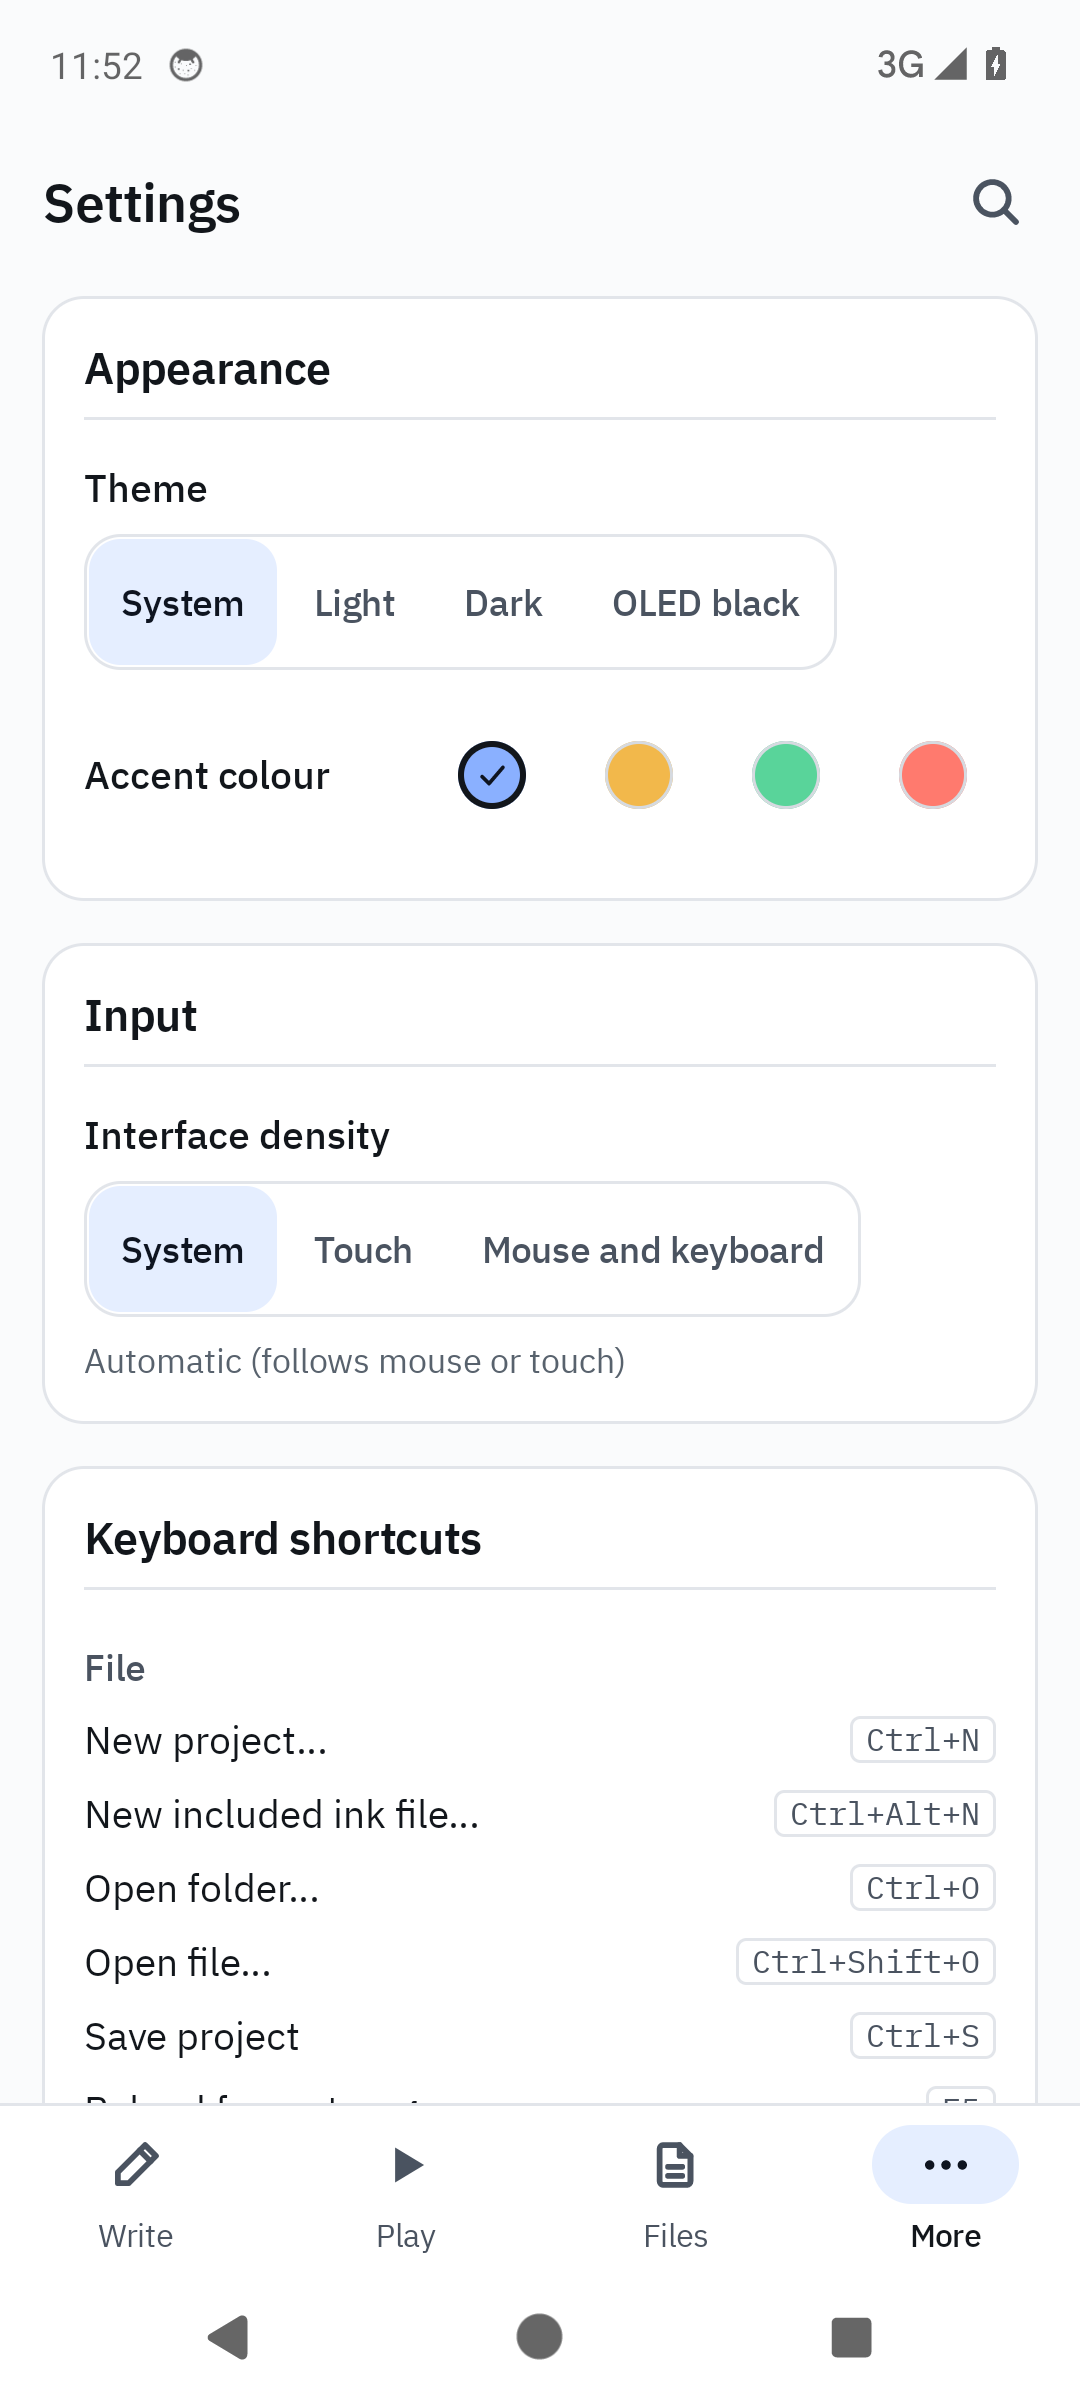 11:52
3G
Settings
Appearance
Theme
System Light Dark OLED black
Accent colour
Input
Interface density
System Touch Mouse and keyboard
Automatic (follows mouse or touch)
Keyboard shortcuts
File
New project... Ctrl+N
New included ink file... Ctrl+Alt+N
Open folder... Ctrl+O
Open file... Ctrl+Shift+O
Save project Ctrl+S
Write Play Files More